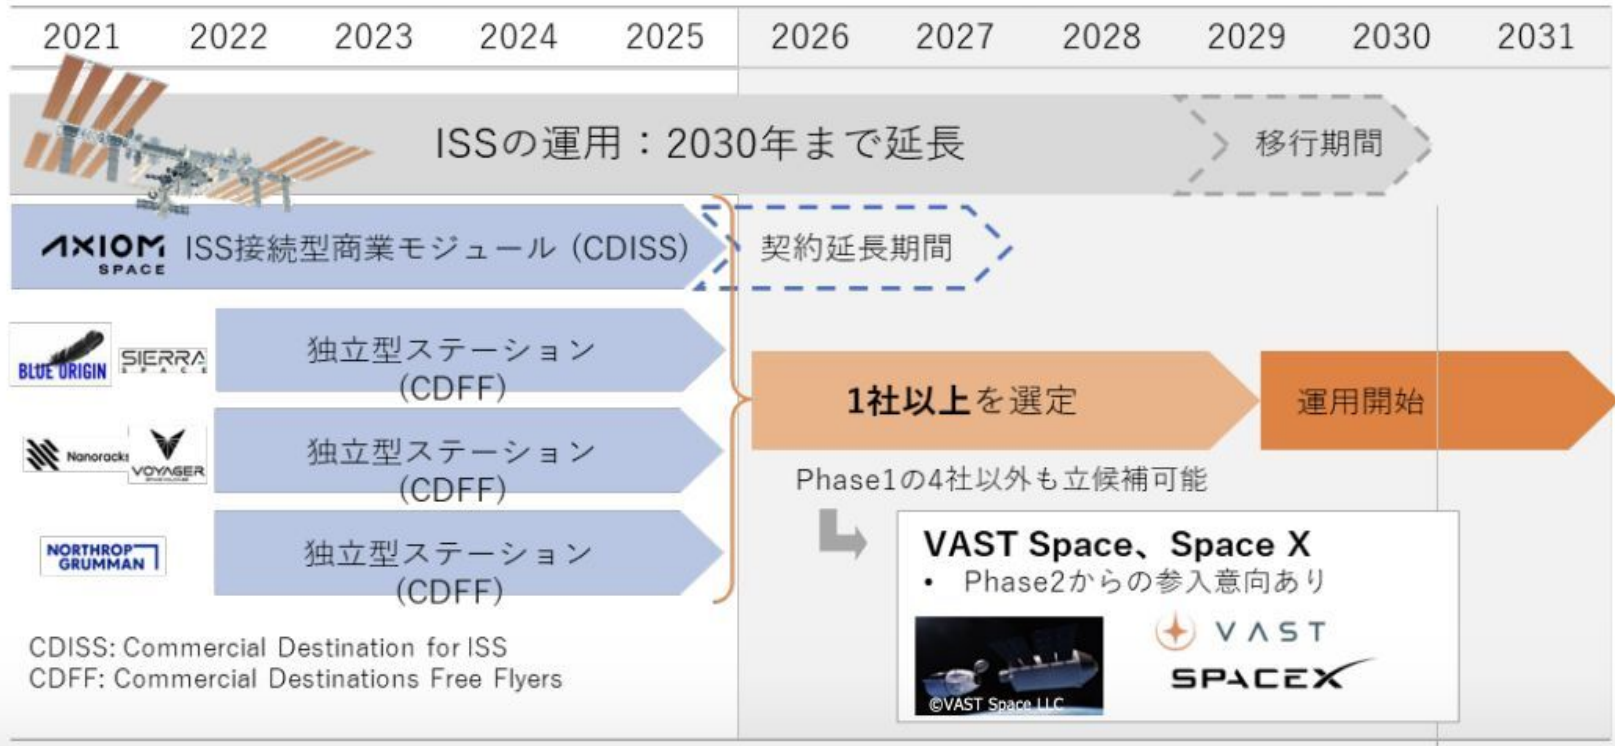 2021 2022 2023 2024 2025 2026 2027 2028 2029 2030 2031
ISSの運用：2030年まで延長
移行期間
AXIOM
SPACE
ISS接続型商業モジュール（CDISS）
契約延長期間
BLUE ORIGIN
SIERRA
SPACE
独立型ステーション
(CDFF)
1社以上を選定
運用開始
Nanoracks
VOYAGER
独立型ステーション
(CDFF)
Phase1の4社以外も立候補可能
NORTHROP
GRUMMAN
独立型ステーション
(CDFF)
VAST Space、Space X
• Phase2からの参入意向あり
VAST
SPACEX
©VAST Space LLC
CDISS: Commercial Destination for ISS
CDFF: Commercial Destinations Free Flyers